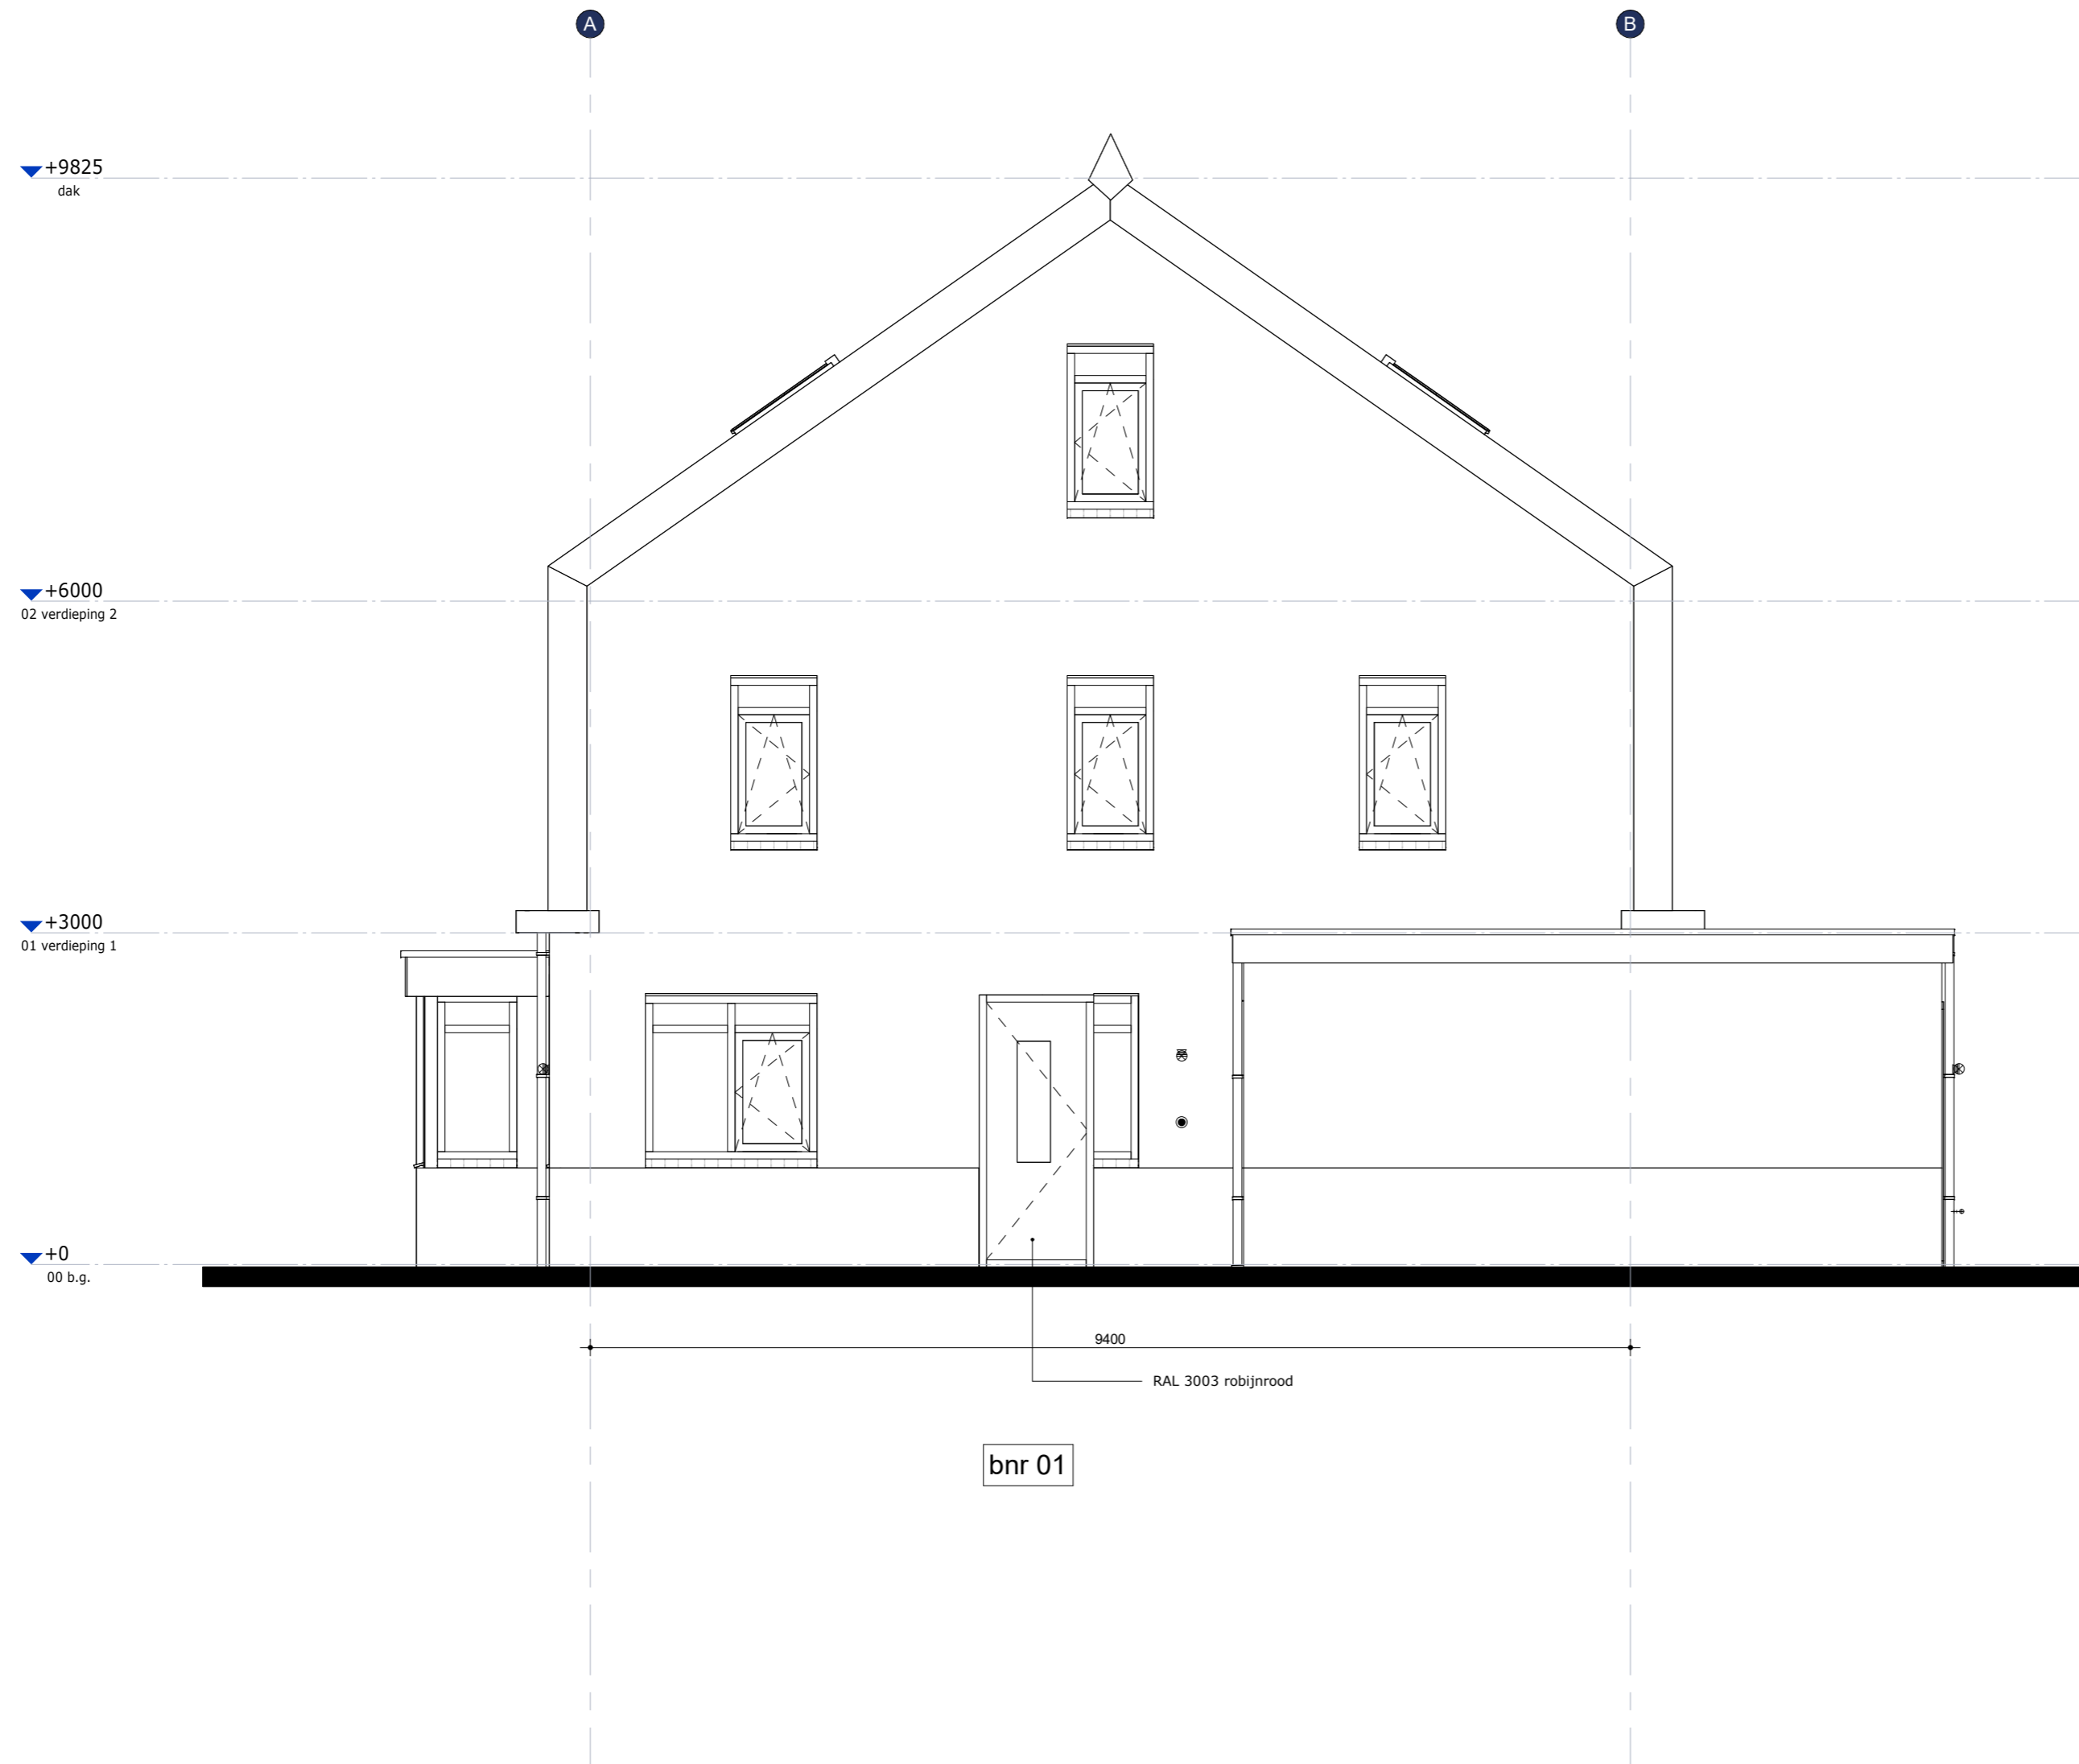 A
B
+9825
dak
+6000
02 verdieping 2
+3000
01 verdieping 1
+0
00 b.g.
9400
RAL 3003 robijnrood
bnr 01